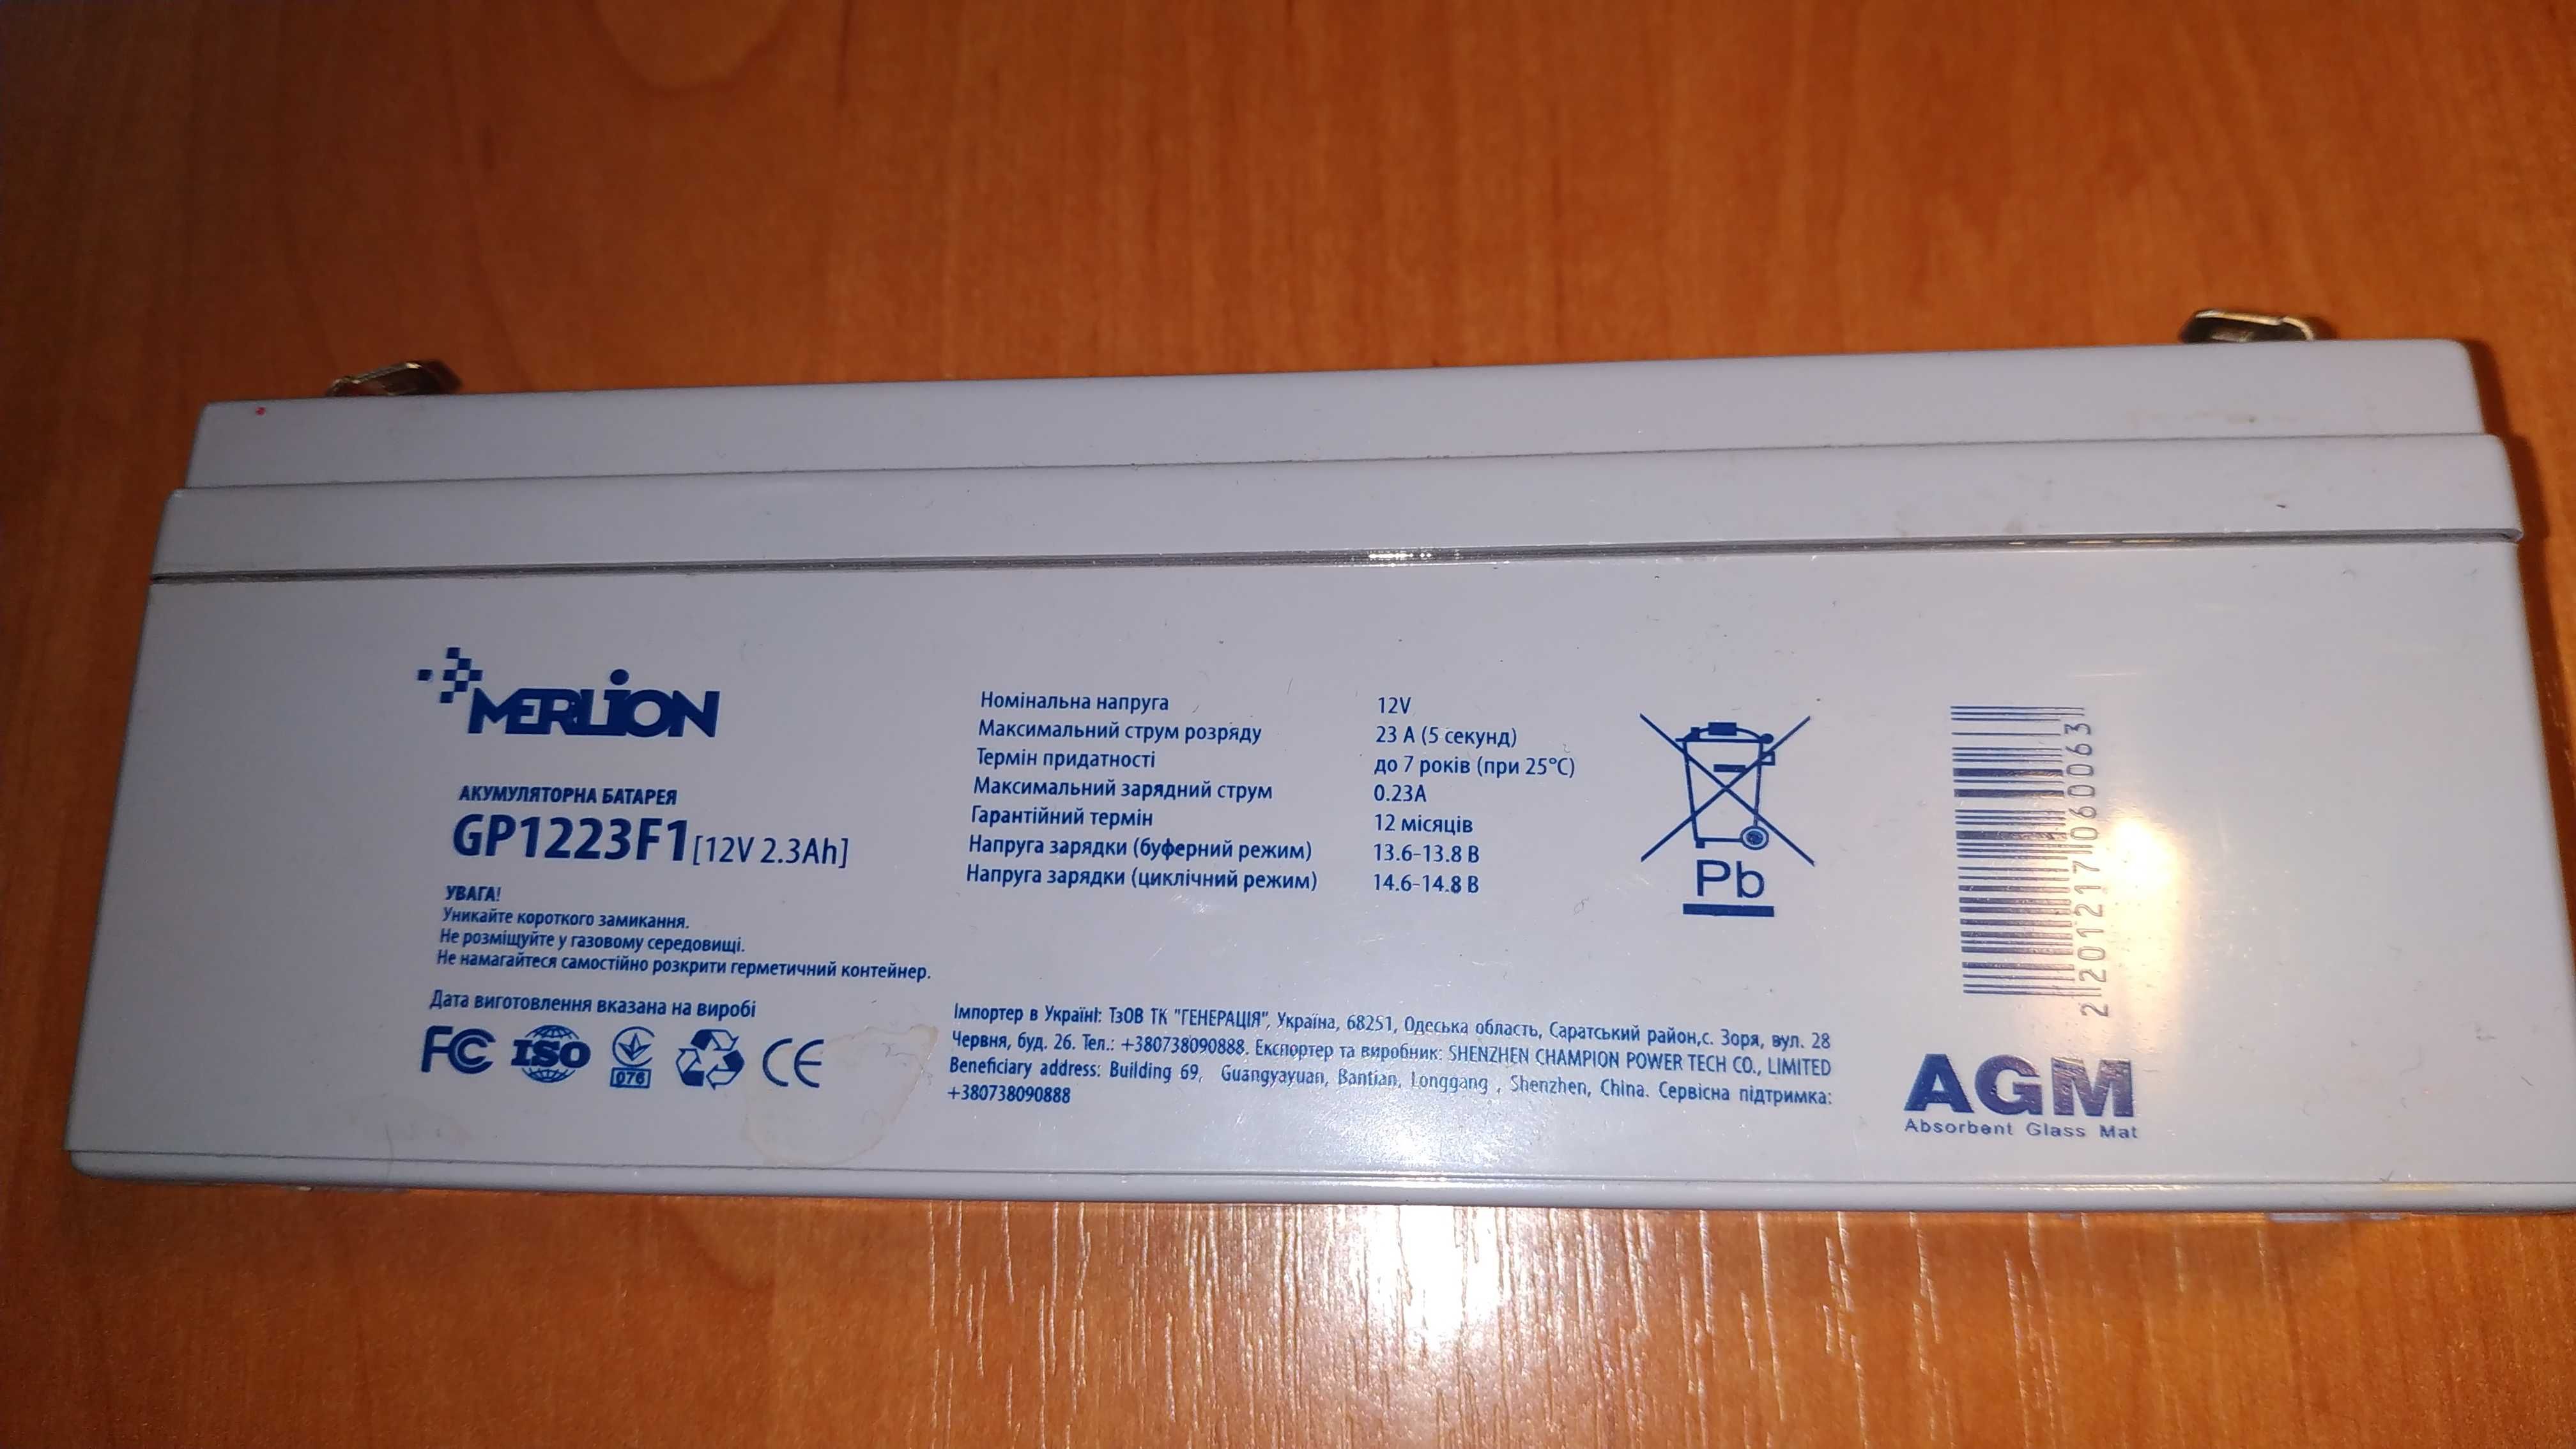 MERLION
АКУМУЛЯТОРНА БАТАРЕЯ
GP1223F1 [12V 2.3Ah]
УВАГА!
Уникайте короткого замикання.
Не розміщуйте у газовому середовищі.
Не намагайтеся самостійно розкрити герметичний контейнер.
Дата виготовлення вказана на виробі
FC ISO 076 CE
Номінальна напруга 12V
Максимальний струм розряду 23 А (5 секунд)
Термін придатності до 7 років (при 25°C)
Максимальний зарядний струм 0.23А
Гарантійний термін 12 місяців
Напруга зарядки (буферний режим) 13.6-13.8 В
Напруга зарядки (циклічний режим) 14.6-14.8 В
Pb
Імпортер в Україні: ТзОВ ТК "ГЕНЕРАЦІЯ", Україна, 68251, Одеська область, Саратський район,с. Зоря, вул. 28
Червня, буд. 26. Тел.: +380738090888. Експортер та виробник: SHENZHEN CHAMPION POWER TECH CO., LIMITED
Beneficiary address: Building 69, Guangyayuan, Bantian, Longgang , Shenzhen, China. Сервісна підтримка:
+380738090888
2201217060063
AGM
Absorbent Glass Mat